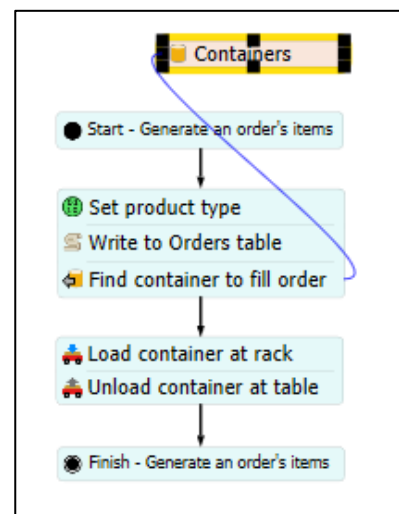 Containers
Start - Generate an order's items
Set product type
Write to Orders table
Find container to fill order
Load container at rack
Unload container at table
Finish - Generate an order's items